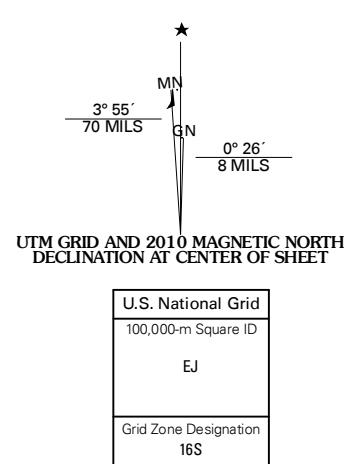 MN
GN
3° 55´
70 MILS
0° 26´
8 MILS
UTM GRID AND 2010 MAGNETIC NORTH
DECLINATION AT CENTER OF SHEET
U.S. National Grid
100,000-m Square ID
EJ
Grid Zone Designation
16S